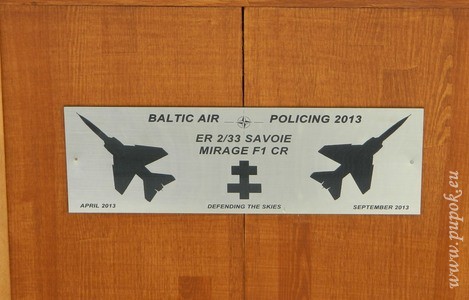 BALTIC AIR POLICING 2013
ER 2/33 SAVOIE
MIRAGE F1 CR
APRIL 2013 DEFENDING THE SKIES SEPTEMBER 2013
www.pupok.eu